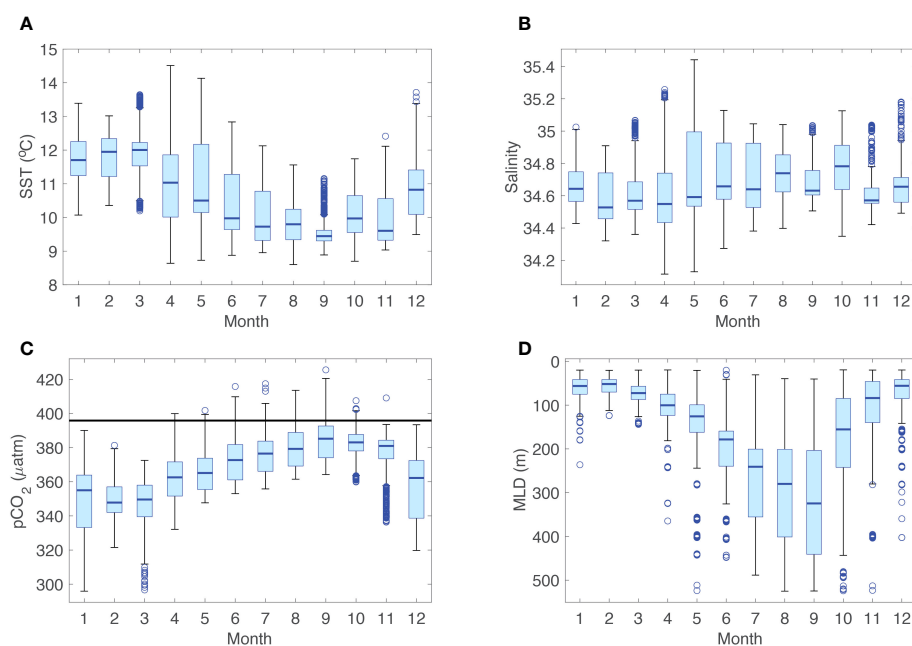 A
15
14
13
12
11
10
9
8
SST (ºC)
1 2 3 4 5 6 7 8 9 10 11 12
Month
B
35.4
35.2
35
34.8
34.6
34.4
34.2
Salinity
1 2 3 4 5 6 7 8 9 10 11 12
Month
C
420
400
380
360
340
320
300
pCO2 (μatm)
1 2 3 4 5 6 7 8 9 10 11 12
Month
D
0
100
200
300
400
500
MLD (m)
1 2 3 4 5 6 7 8 9 10 11 12
Month